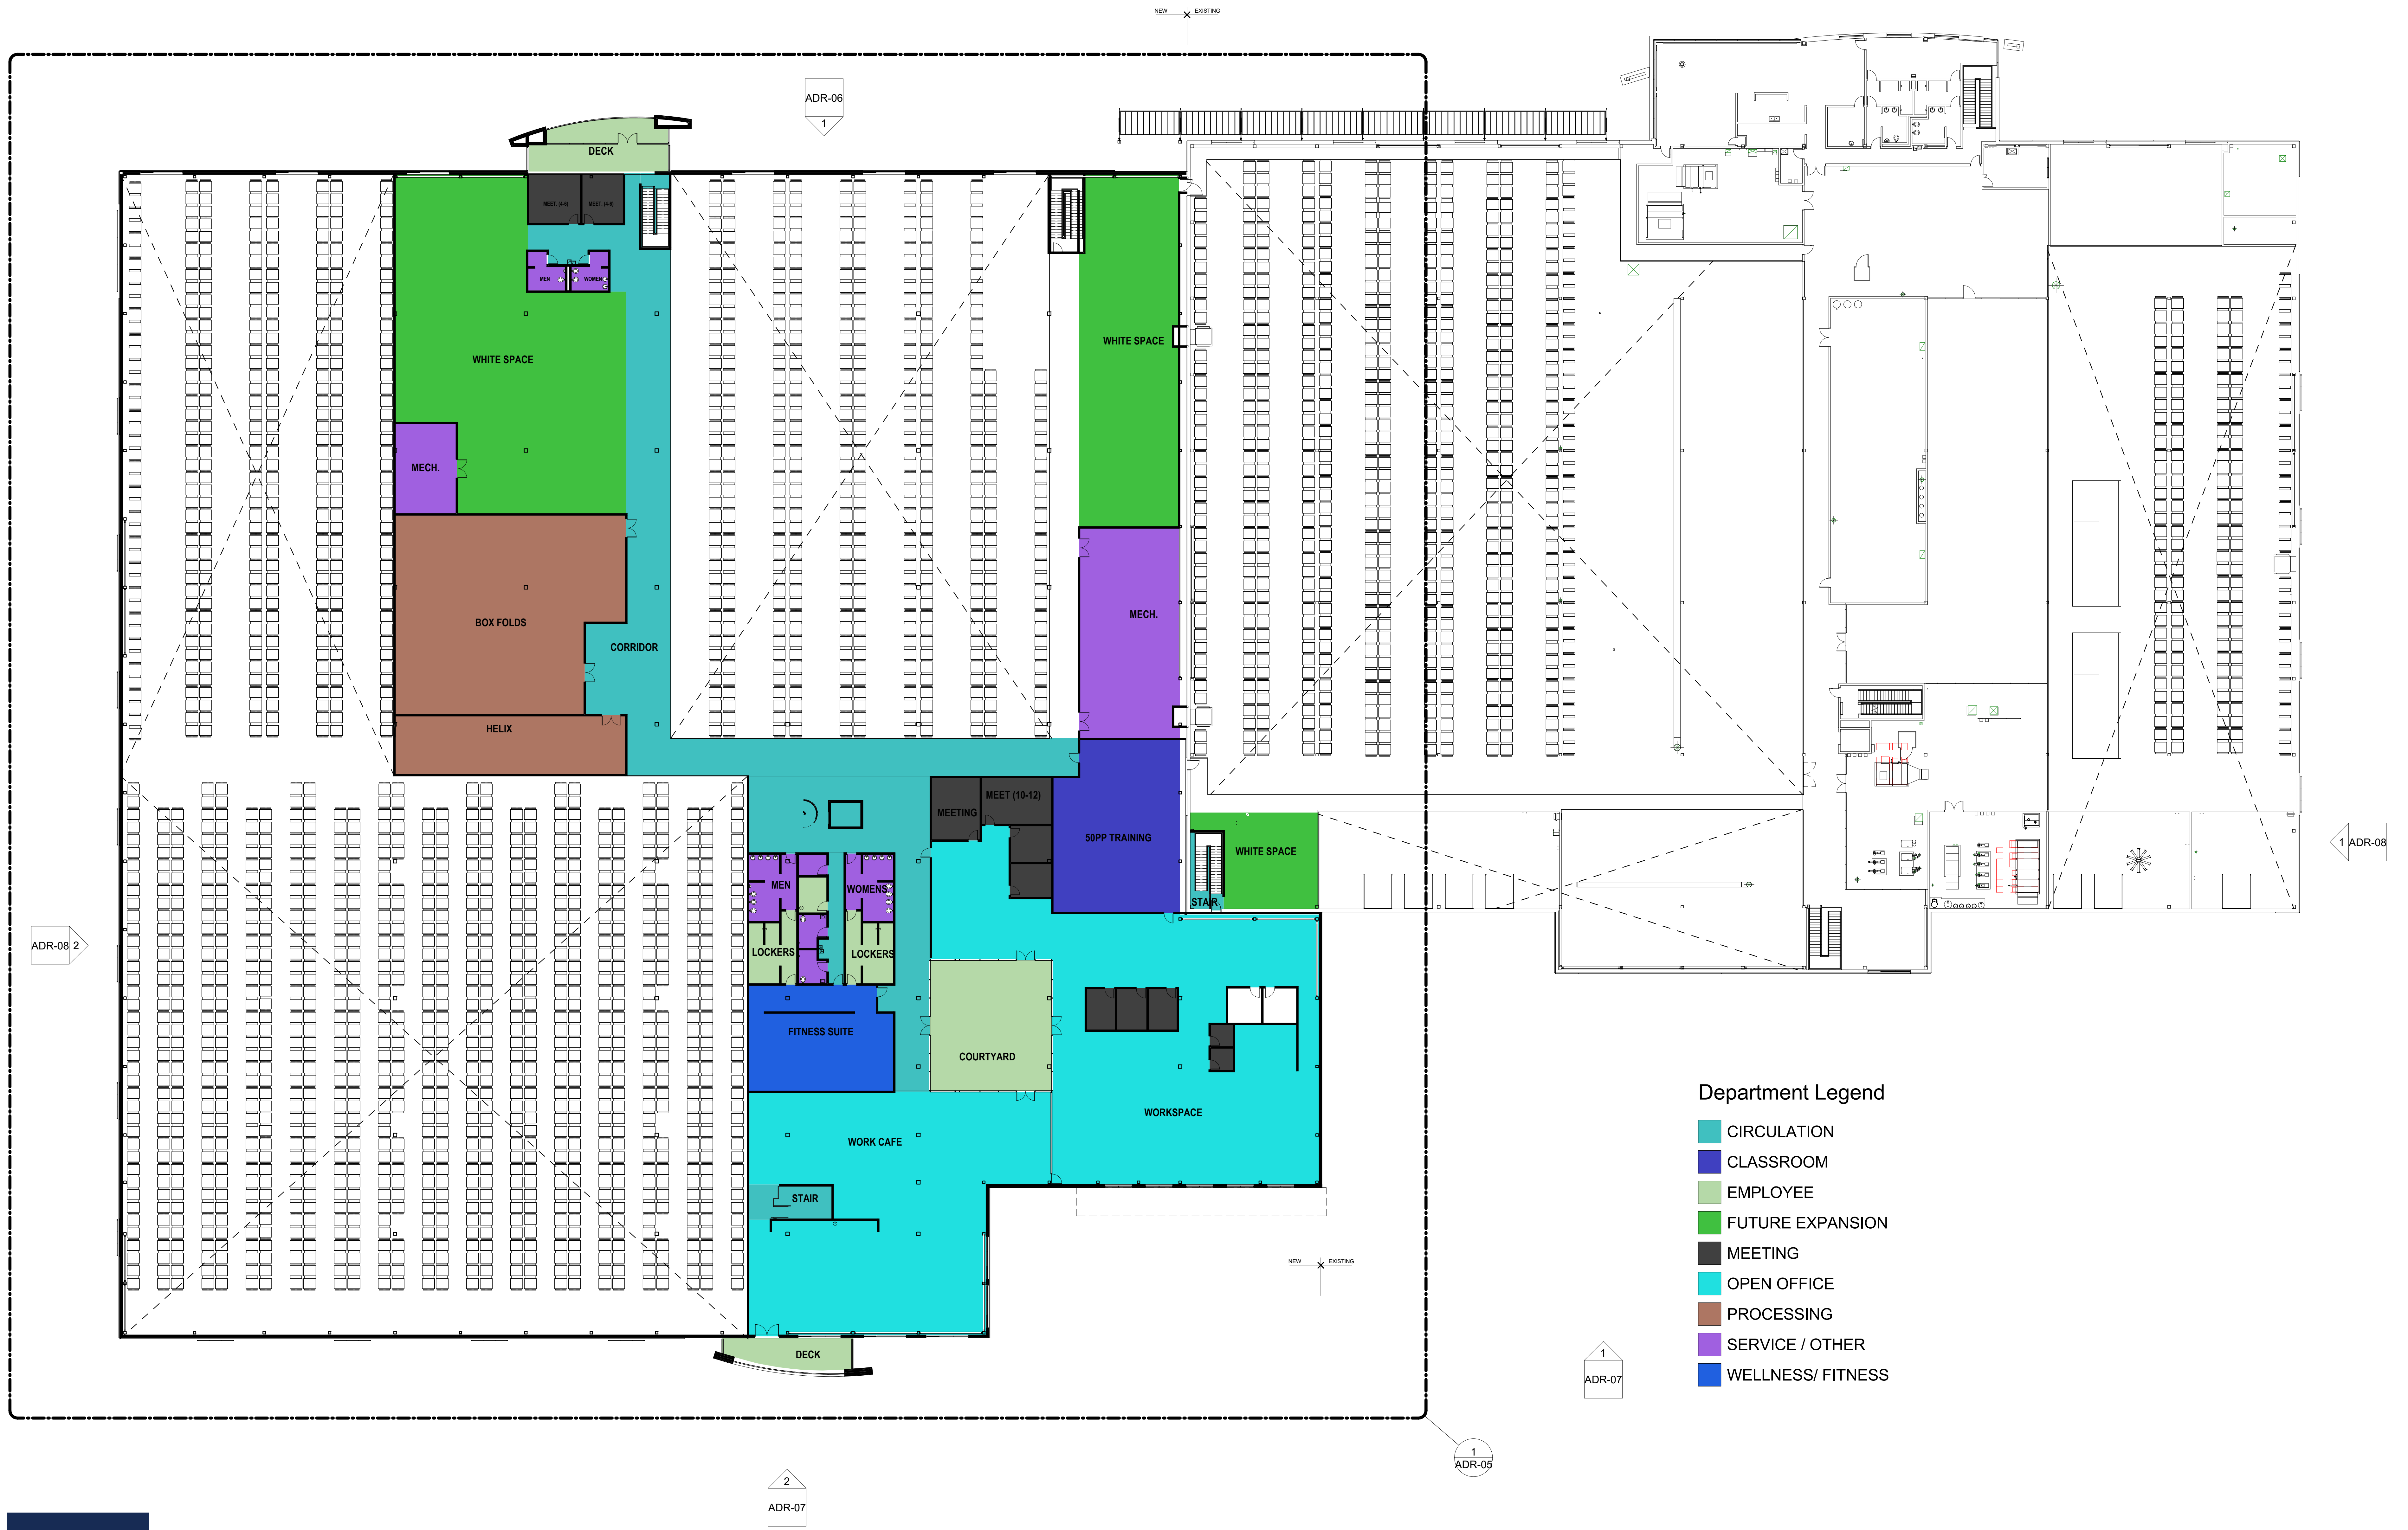 NEW EXISTING
ADR-06
1
DECK
MEET. (4-6)
MEET. (4-6)
MEN
WOMEN
WHITE SPACE
WHITE SPACE
MECH.
BOX FOLDS
MECH.
CORRIDOR
HELIX
MEETING
MEET (10-12)
50PP TRAINING
WHITE SPACE
1 ADR-08
MEN
WOMENS
STAIR
ADR-08 2
LOCKERS
LOCKERS
FITNESS SUITE
COURTYARD
WORKSPACE
WORK CAFE
STAIR
NEW EXISTING
DECK
Department Legend
CIRCULATION
CLASSROOM
EMPLOYEE
FUTURE EXPANSION
MEETING
OPEN OFFICE
PROCESSING
SERVICE / OTHER
WELLNESS/ FITNESS
1
ADR-07
1
ADR-05
2
ADR-07